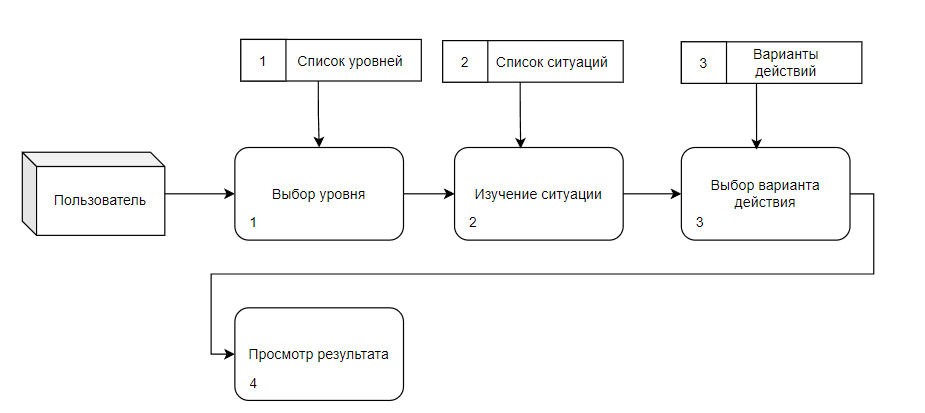 1 Список уровней
2 Список ситуаций
3 Варианты
действий
Пользователь
Выбор уровня
1
Изучение ситуации
2
Выбор варианта
действия
3
Просмотр результата
4